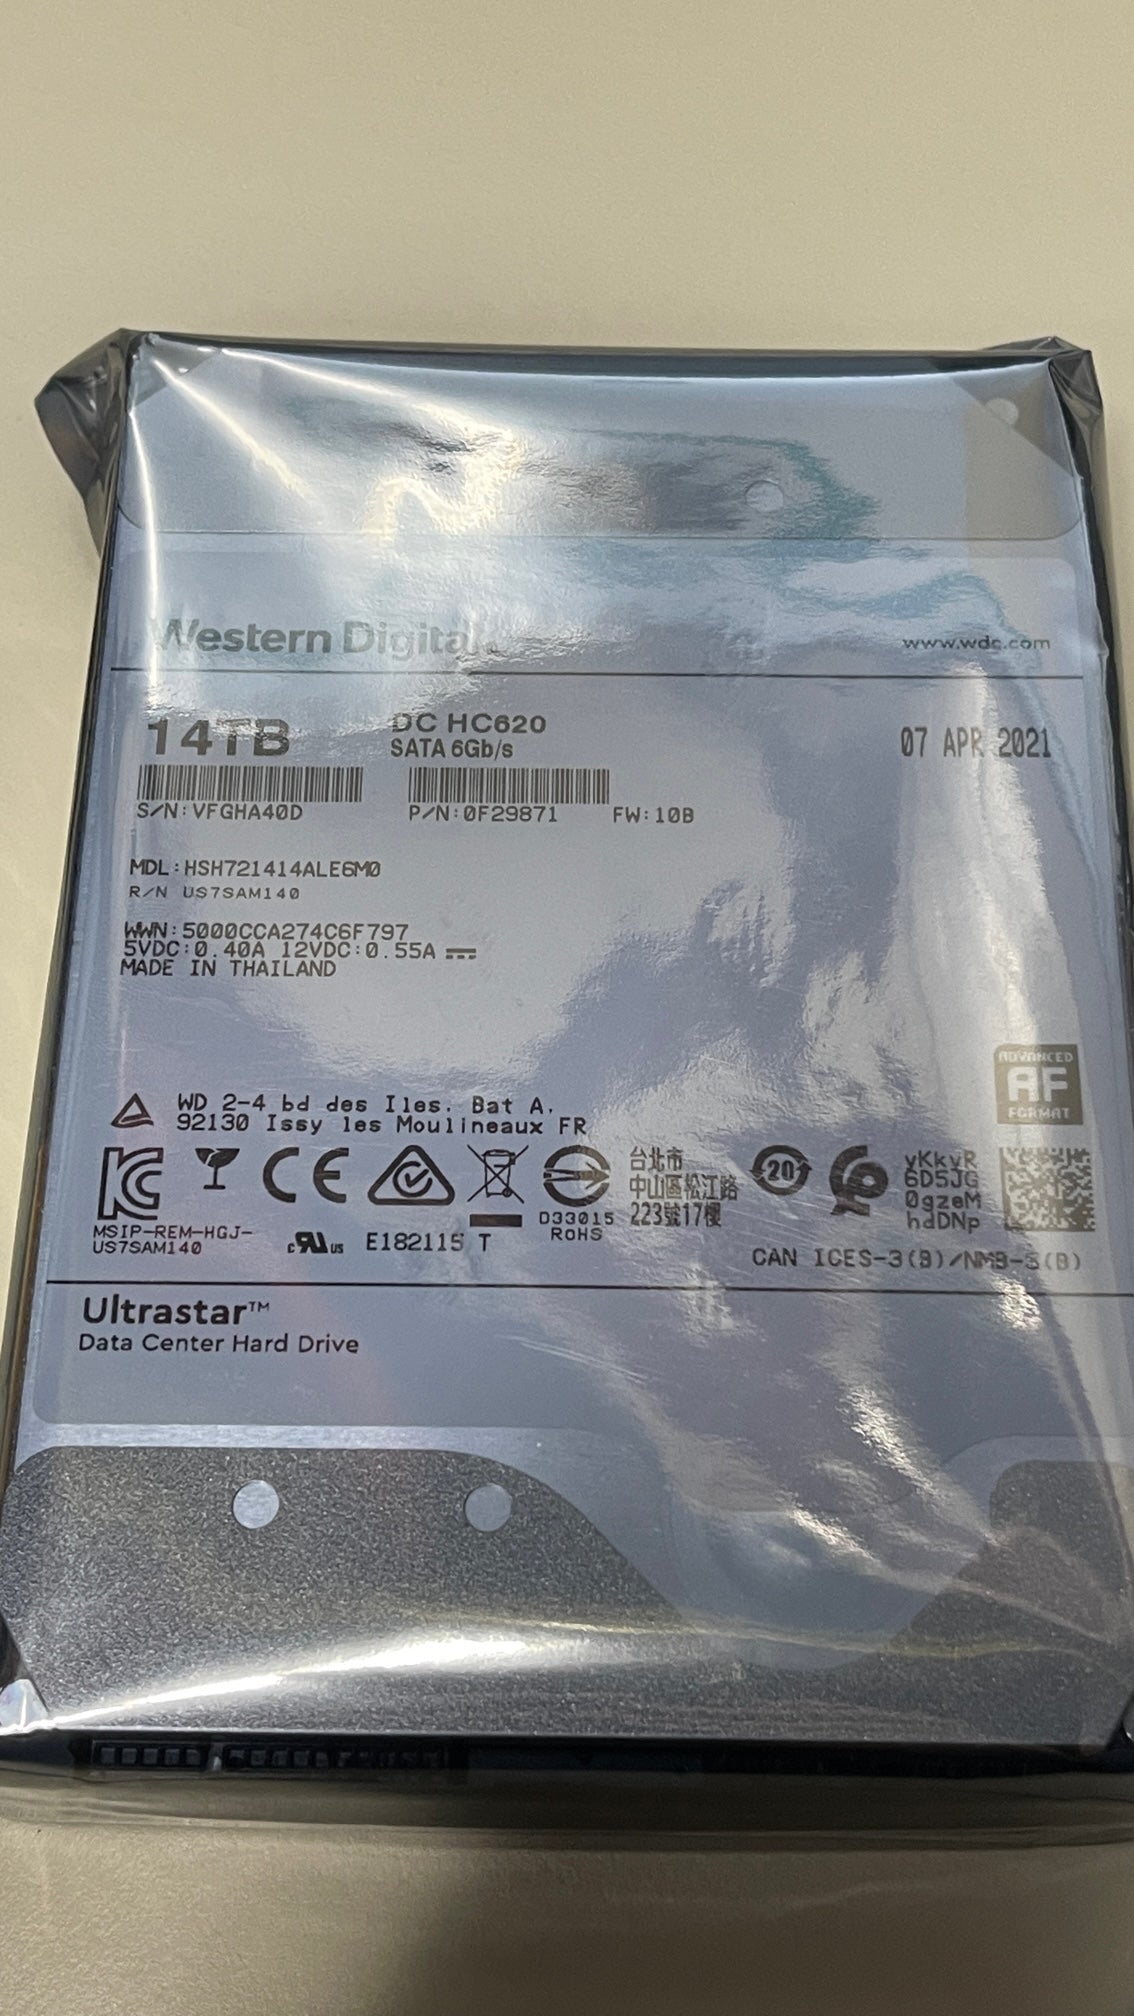 Western Digital
www.wdc.com
14TB
DC HC620
SATA 6Gb/s
07 APR 2021
S/N:VFGHA40D
P/N:0F29871
FW:10B
MDL:HSH721414ALE6M0
R/N US7SAM140
WWN:5000CCA274C6F797
5VDC:0.40A 12VDC:0.55A
MADE IN THAILAND
ADVANCED
AF
FORMAT
WD 2-4 bd des Iles. Bat A,
92130 Issy les Moulineaux FR
MSIP-REM-HGJ-
US7SAM140
c RU us
E182115 T
D33015
RoHS
台北市
中山區松江路
223號17樓
20
vKkvR
6D5JG
0gzeM
hdDNp
CAN ICES-3(B)/NMB-3(B)
Ultrastar™
Data Center Hard Drive